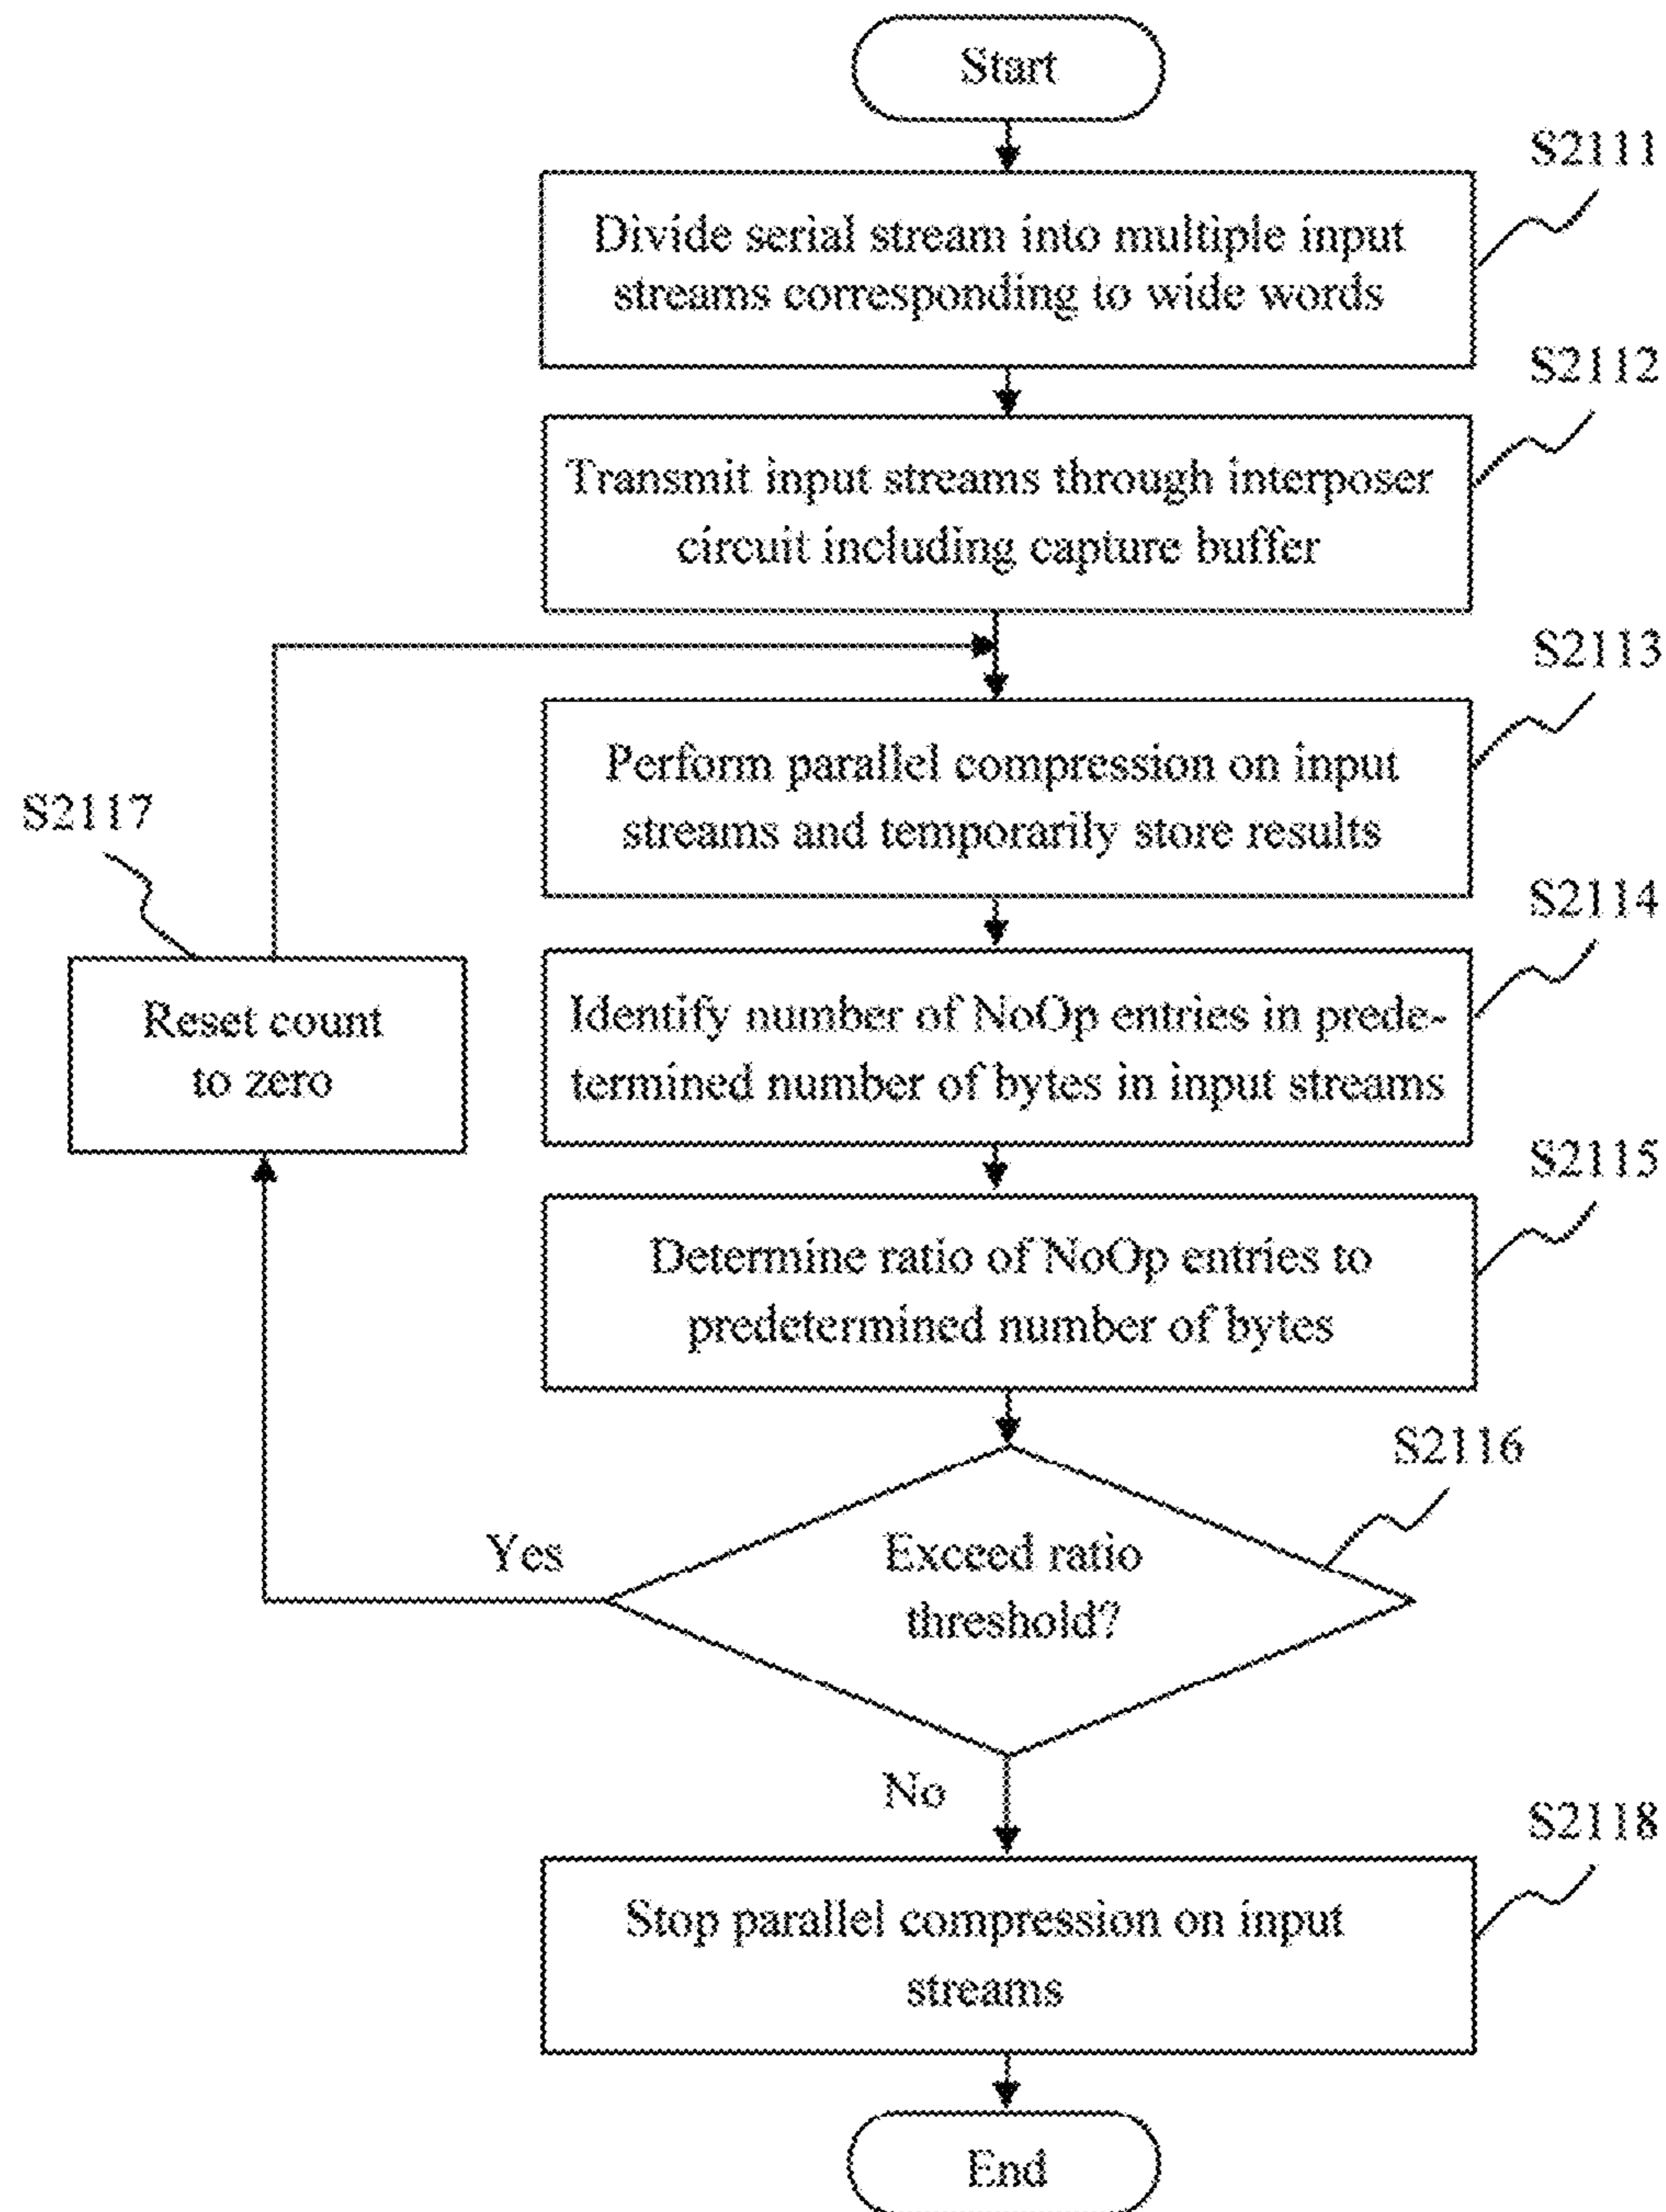 Start
S2111
Divide serial stream into multiple input
streams corresponding to wide words
S2112
Transmit input streams through interposer
circuit including capture buffer
S2113
Perform parallel compression on input
streams and temporarily store results
S2117
Reset count
to zero
S2114
Identify number of NoOp entries in prede-
termined number of bytes in input streams
S2115
Determine ratio of NoOp entries to
predetermined number of bytes
S2116
Exceed ratio
threshold?
Yes
No
S2118
Stop parallel compression on input
streams
End